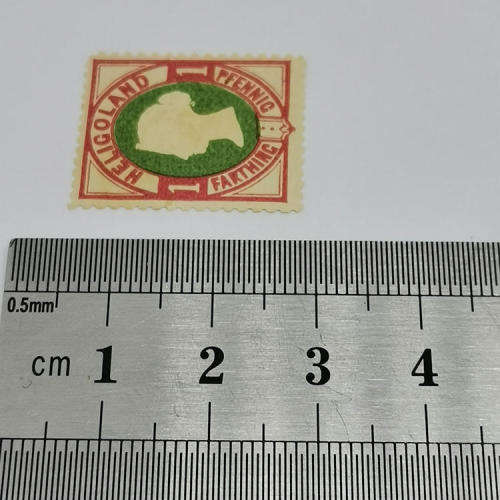 HELIGOLAND
1
PFENNIG
1
FARTHING
0.5mm
cm 1 2 3 4